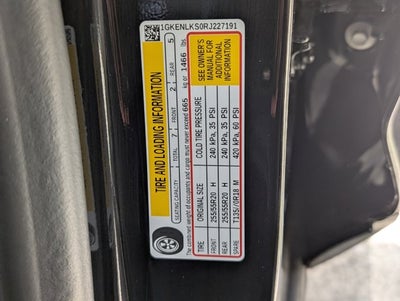 1GKENLKS0RJ227191
TIRE AND LOADING INFORMATION
SEATING CAPACITY TOTAL 7 FRONT 2 REAR 5
The combined weight of occupants and cargo must never exceed 665 kg or 1466 lbs
TIRE ORIGINAL SIZE COLD TIRE PRESSURE
FRONT 255/55R20 H 240 kPa, 35 PSI
REAR 255/55R20 H 240 kPa, 35 PSI
SPARE T135/70R18 M 420 kPa, 60 PSI
SEE OWNER'S
MANUAL FOR
ADDITIONAL
INFORMATION